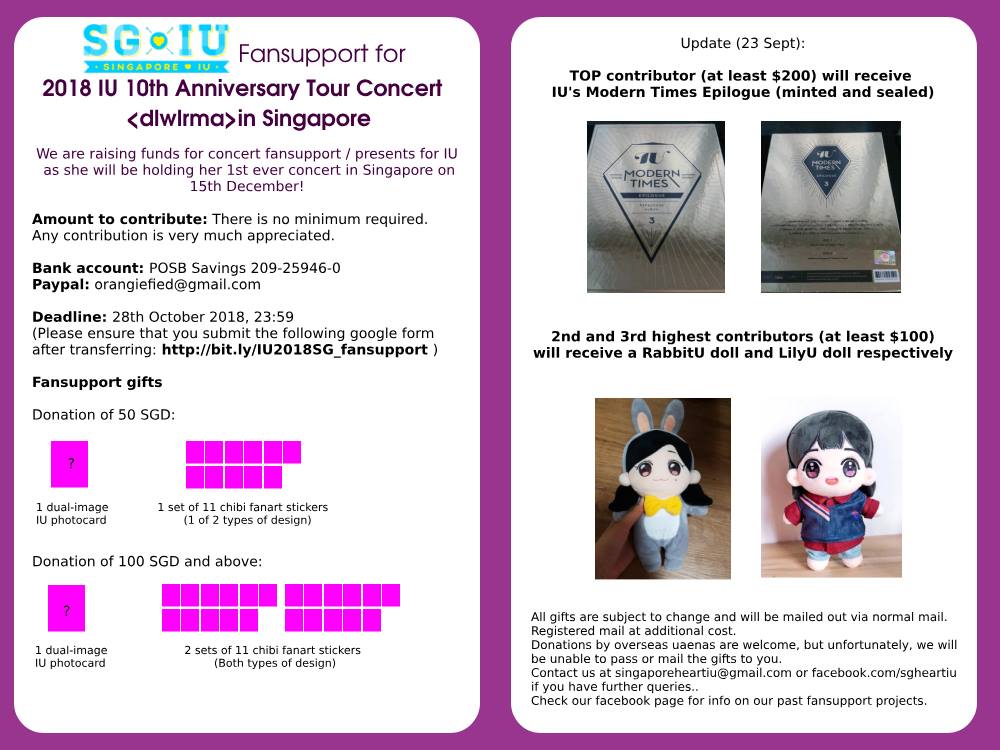 SG IU
SINGAPORE ♥ IU
Fansupport for
2018 IU 10th Anniversary Tour Concert
<dlwlrma>in Singapore
We are raising funds for concert fansupport / presents for IU
as she will be holding her 1st ever concert in Singapore on
15th December!
Amount to contribute: There is no minimum required.
Any contribution is very much appreciated.
Bank account: POSB Savings 209-25946-0
Paypal: orangiefied@gmail.com
Deadline: 28th October 2018, 23:59
(Please ensure that you submit the following google form
after transferring: http://bit.ly/IU2018SG_fansupport )
Fansupport gifts
Donation of 50 SGD:
?
1 dual-image
IU photocard
1 set of 11 chibi fanart stickers
(1 of 2 types of design)
Donation of 100 SGD and above:
?
1 dual-image
IU photocard
2 sets of 11 chibi fanart stickers
(Both types of design)
Update (23 Sept):
TOP contributor (at least $200) will receive
IU's Modern Times Epilogue (minted and sealed)
IU
MODERN
TIMES
EPILOGUE
3
IU
MODERN
TIMES
EPILOGUE
3
2nd and 3rd highest contributors (at least $100)
will receive a RabbitU doll and LilyU doll respectively
All gifts are subject to change and will be mailed out via normal mail.
Registered mail at additional cost.
Donations by overseas uaenas are welcome, but unfortunately, we will
be unable to pass or mail the gifts to you.
Contact us at singaporeheartiu@gmail.com or facebook.com/sgheartiu
if you have further queries..
Check our facebook page for info on our past fansupport projects.